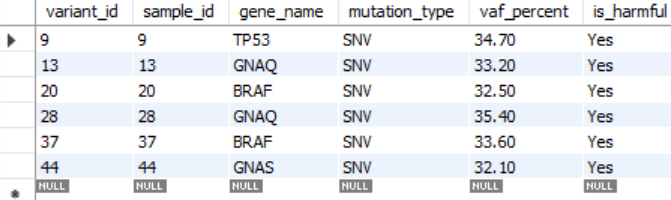 variant_id sample_id gene_name mutation_type vaf_percent is_harmful
9 9 TP53 SNV 34.70 Yes
13 13 GNAQ SNV 33.20 Yes
20 20 BRAF SNV 32.50 Yes
28 28 GNAQ SNV 35.40 Yes
37 37 BRAF SNV 33.60 Yes
44 44 GNAS SNV 32.10 Yes
NULL NULL NULL NULL NULL NULL